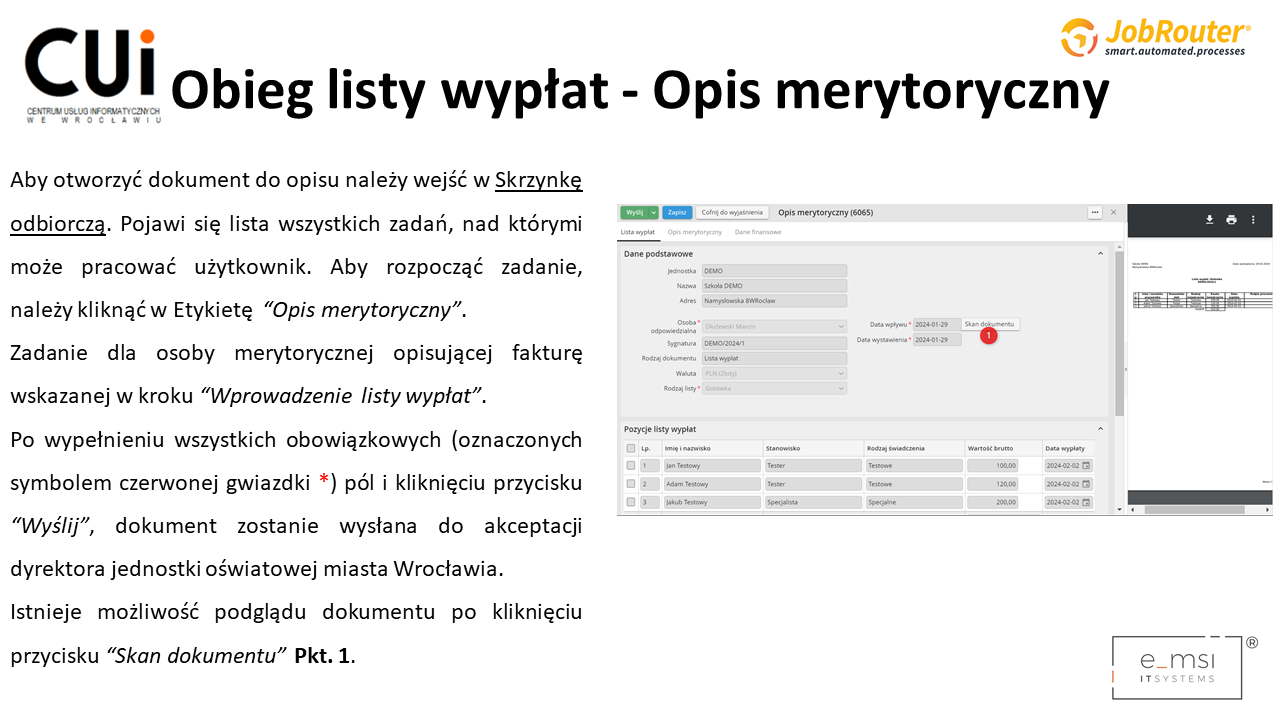 CUi
CENTRUM USŁUG INFORMATYCZNYCH
WE WROCŁAWIU
JobRouter®
smart.automated.processes
Obieg listy wypłat - Opis merytoryczny
Aby otworzyć dokument do opisu należy wejść w Skrzynkę
odbiorczą. Pojawi się lista wszystkich zadań, nad którymi
może pracować użytkownik. Aby rozpocząć zadanie,
należy kliknąć w Etykietę “Opis merytoryczny”.
Zadanie dla osoby merytorycznej opisującej fakturę
wskazanej w kroku “Wprowadzenie listy wypłat”.
Po wypełnieniu wszystkich obowiązkowych (oznaczonych
symbolem czerwonej gwiazdki *) pól i kliknięciu przycisku
“Wyślij”, dokument zostanie wysłana do akceptacji
dyrektora jednostki oświatowej miasta Wrocławia.
Istnieje możliwość podglądu dokumentu po kliknięciu
przycisku “Skan dokumentu” Pkt. 1.
Wyślij Zapisz Cofnij do wyjaśnienia Opis merytoryczny (6065)
Lista wypłat Opis merytoryczny Dane finansowe
Dane podstawowe
Jednostka DEMO
Nazwa Szkoła DEMO
Adres Namysłowska 8WRocław
Osoba odpowiedzialna * Dłużewski Marcin Data wpływu * 2024-01-29 Skan dokumentu
1
Sygnatura DEMO/2024/1 Data wystawienia * 2024-01-29
Rodzaj dokumentu Lista wypłat
Waluta PLN (Złoty)
Rodzaj listy * Gotówka
Pozycje listy wypłat
Lp. Imię i nazwisko Stanowisko Rodzaj świadczenia Wartość brutto Data wypłaty
1 Jan Testowy Tester Testowe 100,00 2024-02-02
2 Adam Testowy Tester Testowe 120,00 2024-02-02
3 Jakub Testowy Specjalista Specjalne 200,00 2024-02-02
e_msi ®
ITSYSTEMS